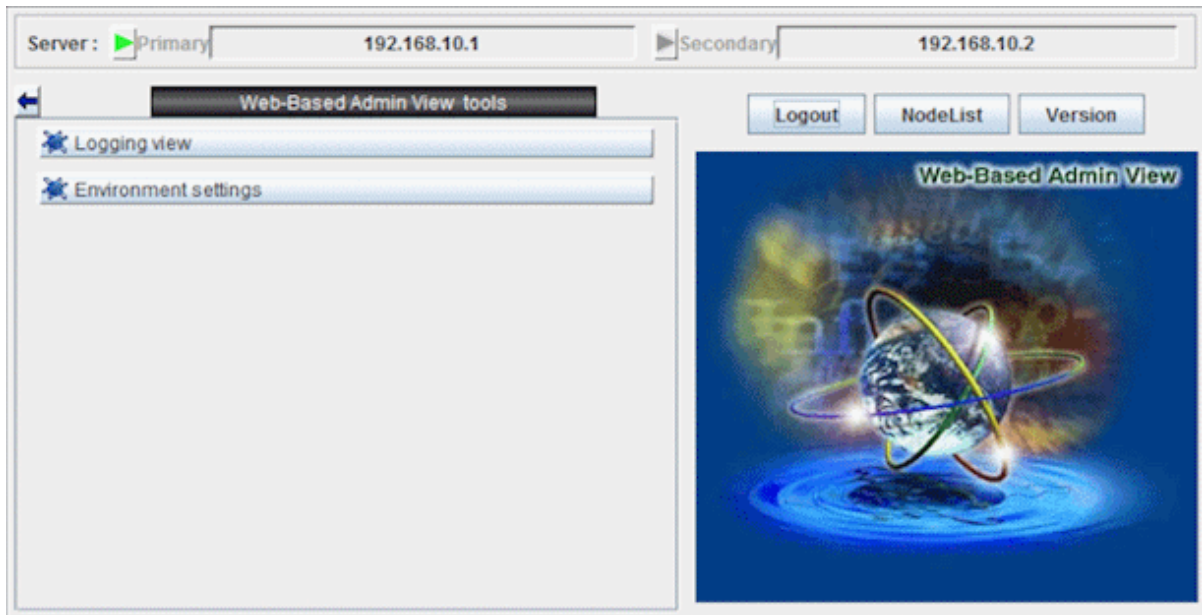 Server : Primary 192.168.10.1 Secondary 192.168.10.2
Web-Based Admin View tools
Logout NodeList Version
Logging view
Environment settings
Web-Based Admin View